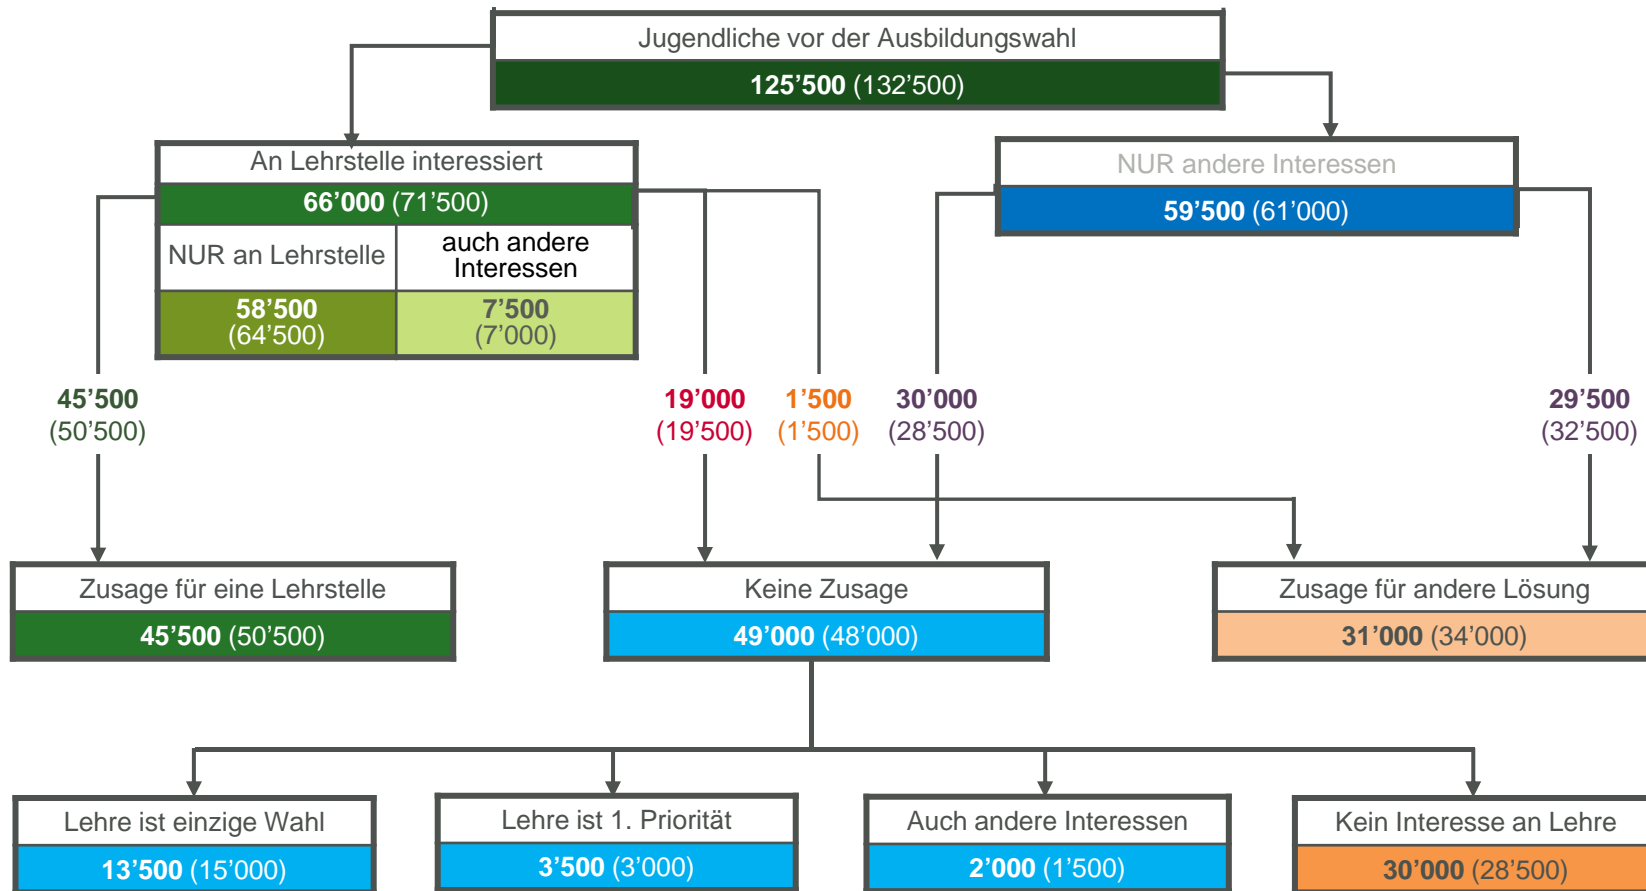 Jugendliche vor der Ausbildungswahl
125’500 (132’500)
An Lehrstelle interessiert
66’000 (71’500)
NUR an Lehrstelle
auch andere
Interessen
58’500
(64’500)
7’500
(7’000)
NUR andere Interessen
59’500 (61’000)
45’500
(50’500)
19’000
(19’500)
1’500
(1’500)
30’000
(28’500)
29’500
(32’500)
Zusage für eine Lehrstelle
45’500 (50’500)
Keine Zusage
49’000 (48’000)
Zusage für andere Lösung
31’000 (34’000)
Lehre ist einzige Wahl
13’500 (15’000)
Lehre ist 1. Priorität
3’500 (3’000)
Auch andere Interessen
2’000 (1’500)
Kein Interesse an Lehre
30’000 (28’500)